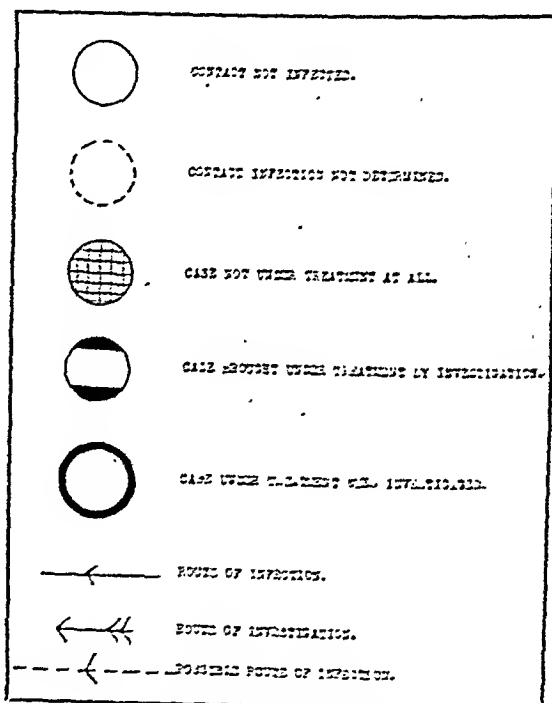 CONTACT NOT INFECTED.
CONTACT INFECTION NOT DETERMINED.
CASE NOT UNDER TREATMENT AT ALL.
CASE BROUGHT UNDER TREATMENT BY INVESTIGATION.
CASE UNDER TREATMENT WHEN INVESTIGATED.
ROUTE OF INFECTION.
ROUTE OF INVESTIGATION.
POSSIBLE ROUTE OF INFECTION.